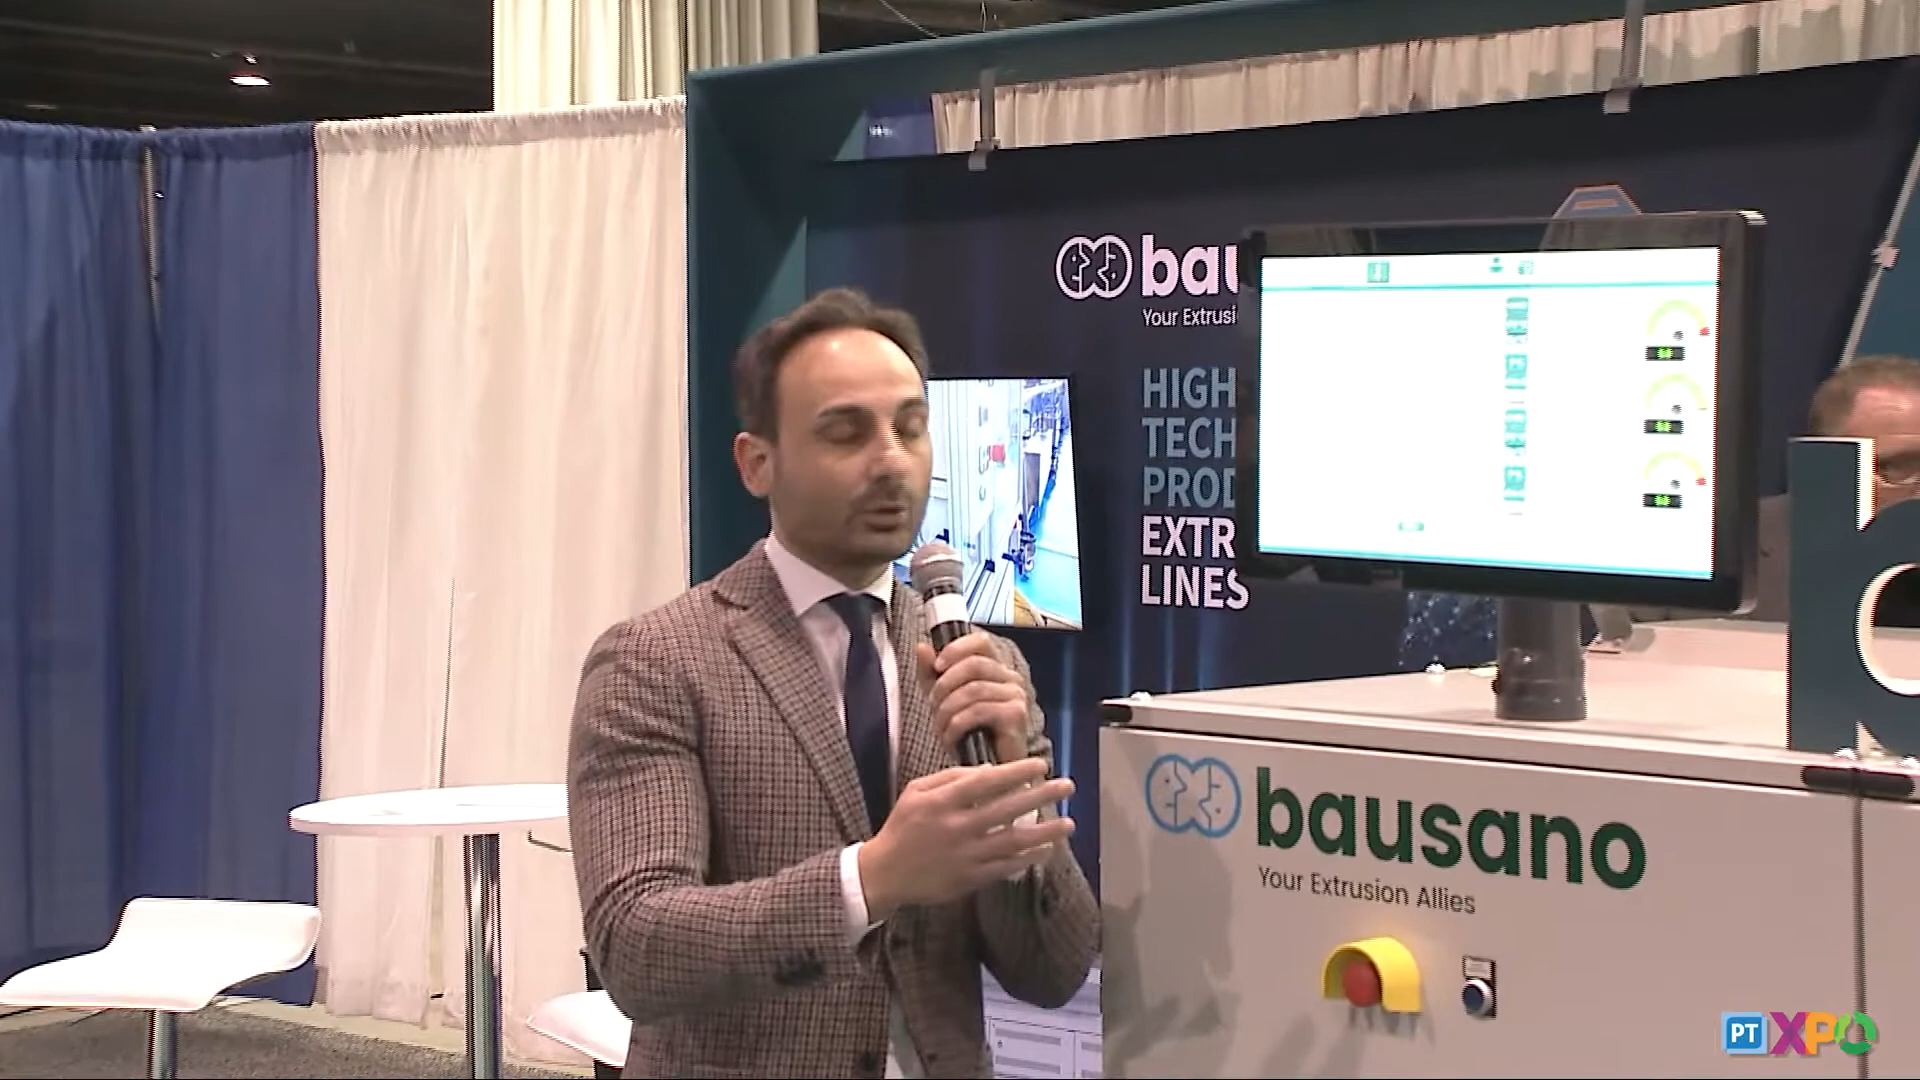 bau
Your Extrusi
HIGH
TECH
PROD
EXTR
LINES
b
bausano
Your Extrusion Allies
PT XPO